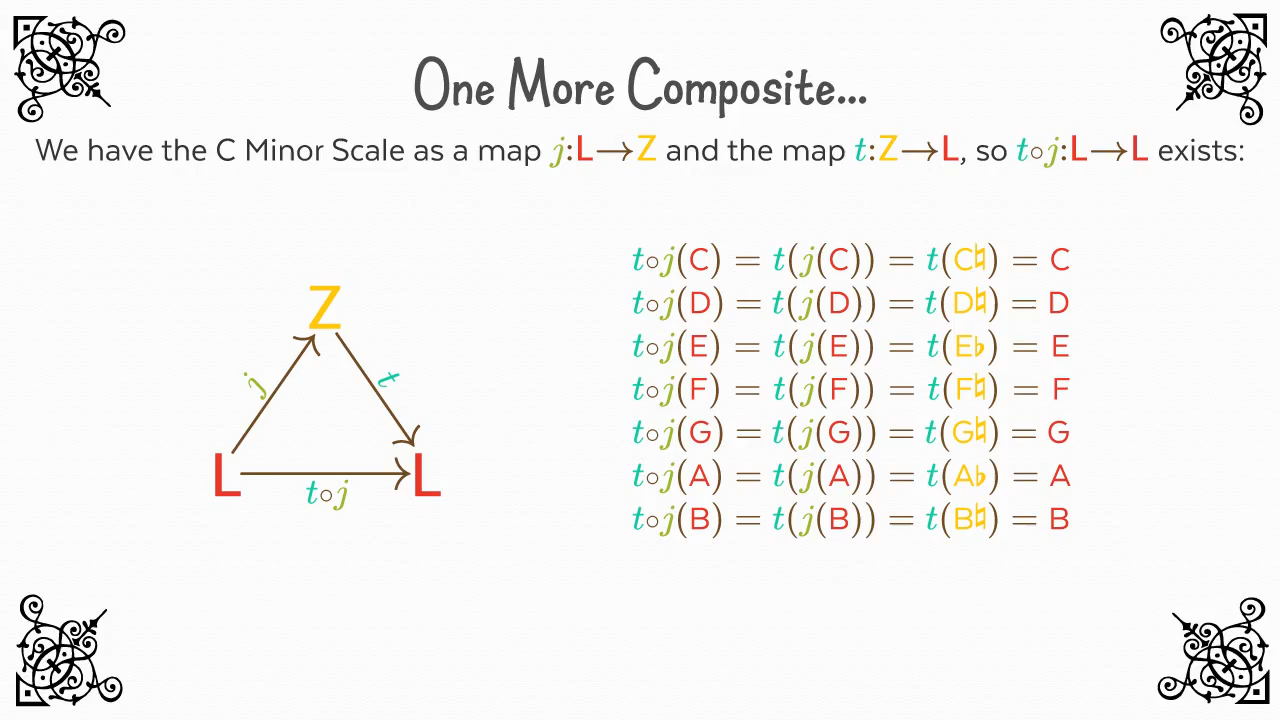 One More Composite...
We have the C Minor Scale as a map j:L→Z and the map t:Z→L, so t∘j:L→L exists:
t∘j(C) = t(j(C)) = t(C♮) = C
t∘j(D) = t(j(D)) = t(D♮) = D
t∘j(E) = t(j(E)) = t(E♭) = E
t∘j(F) = t(j(F)) = t(F♮) = F
t∘j(G) = t(j(G)) = t(G♮) = G
t∘j(A) = t(j(A)) = t(A♭) = A
t∘j(B) = t(j(B)) = t(B♮) = B
Z
j t
L L
t∘j